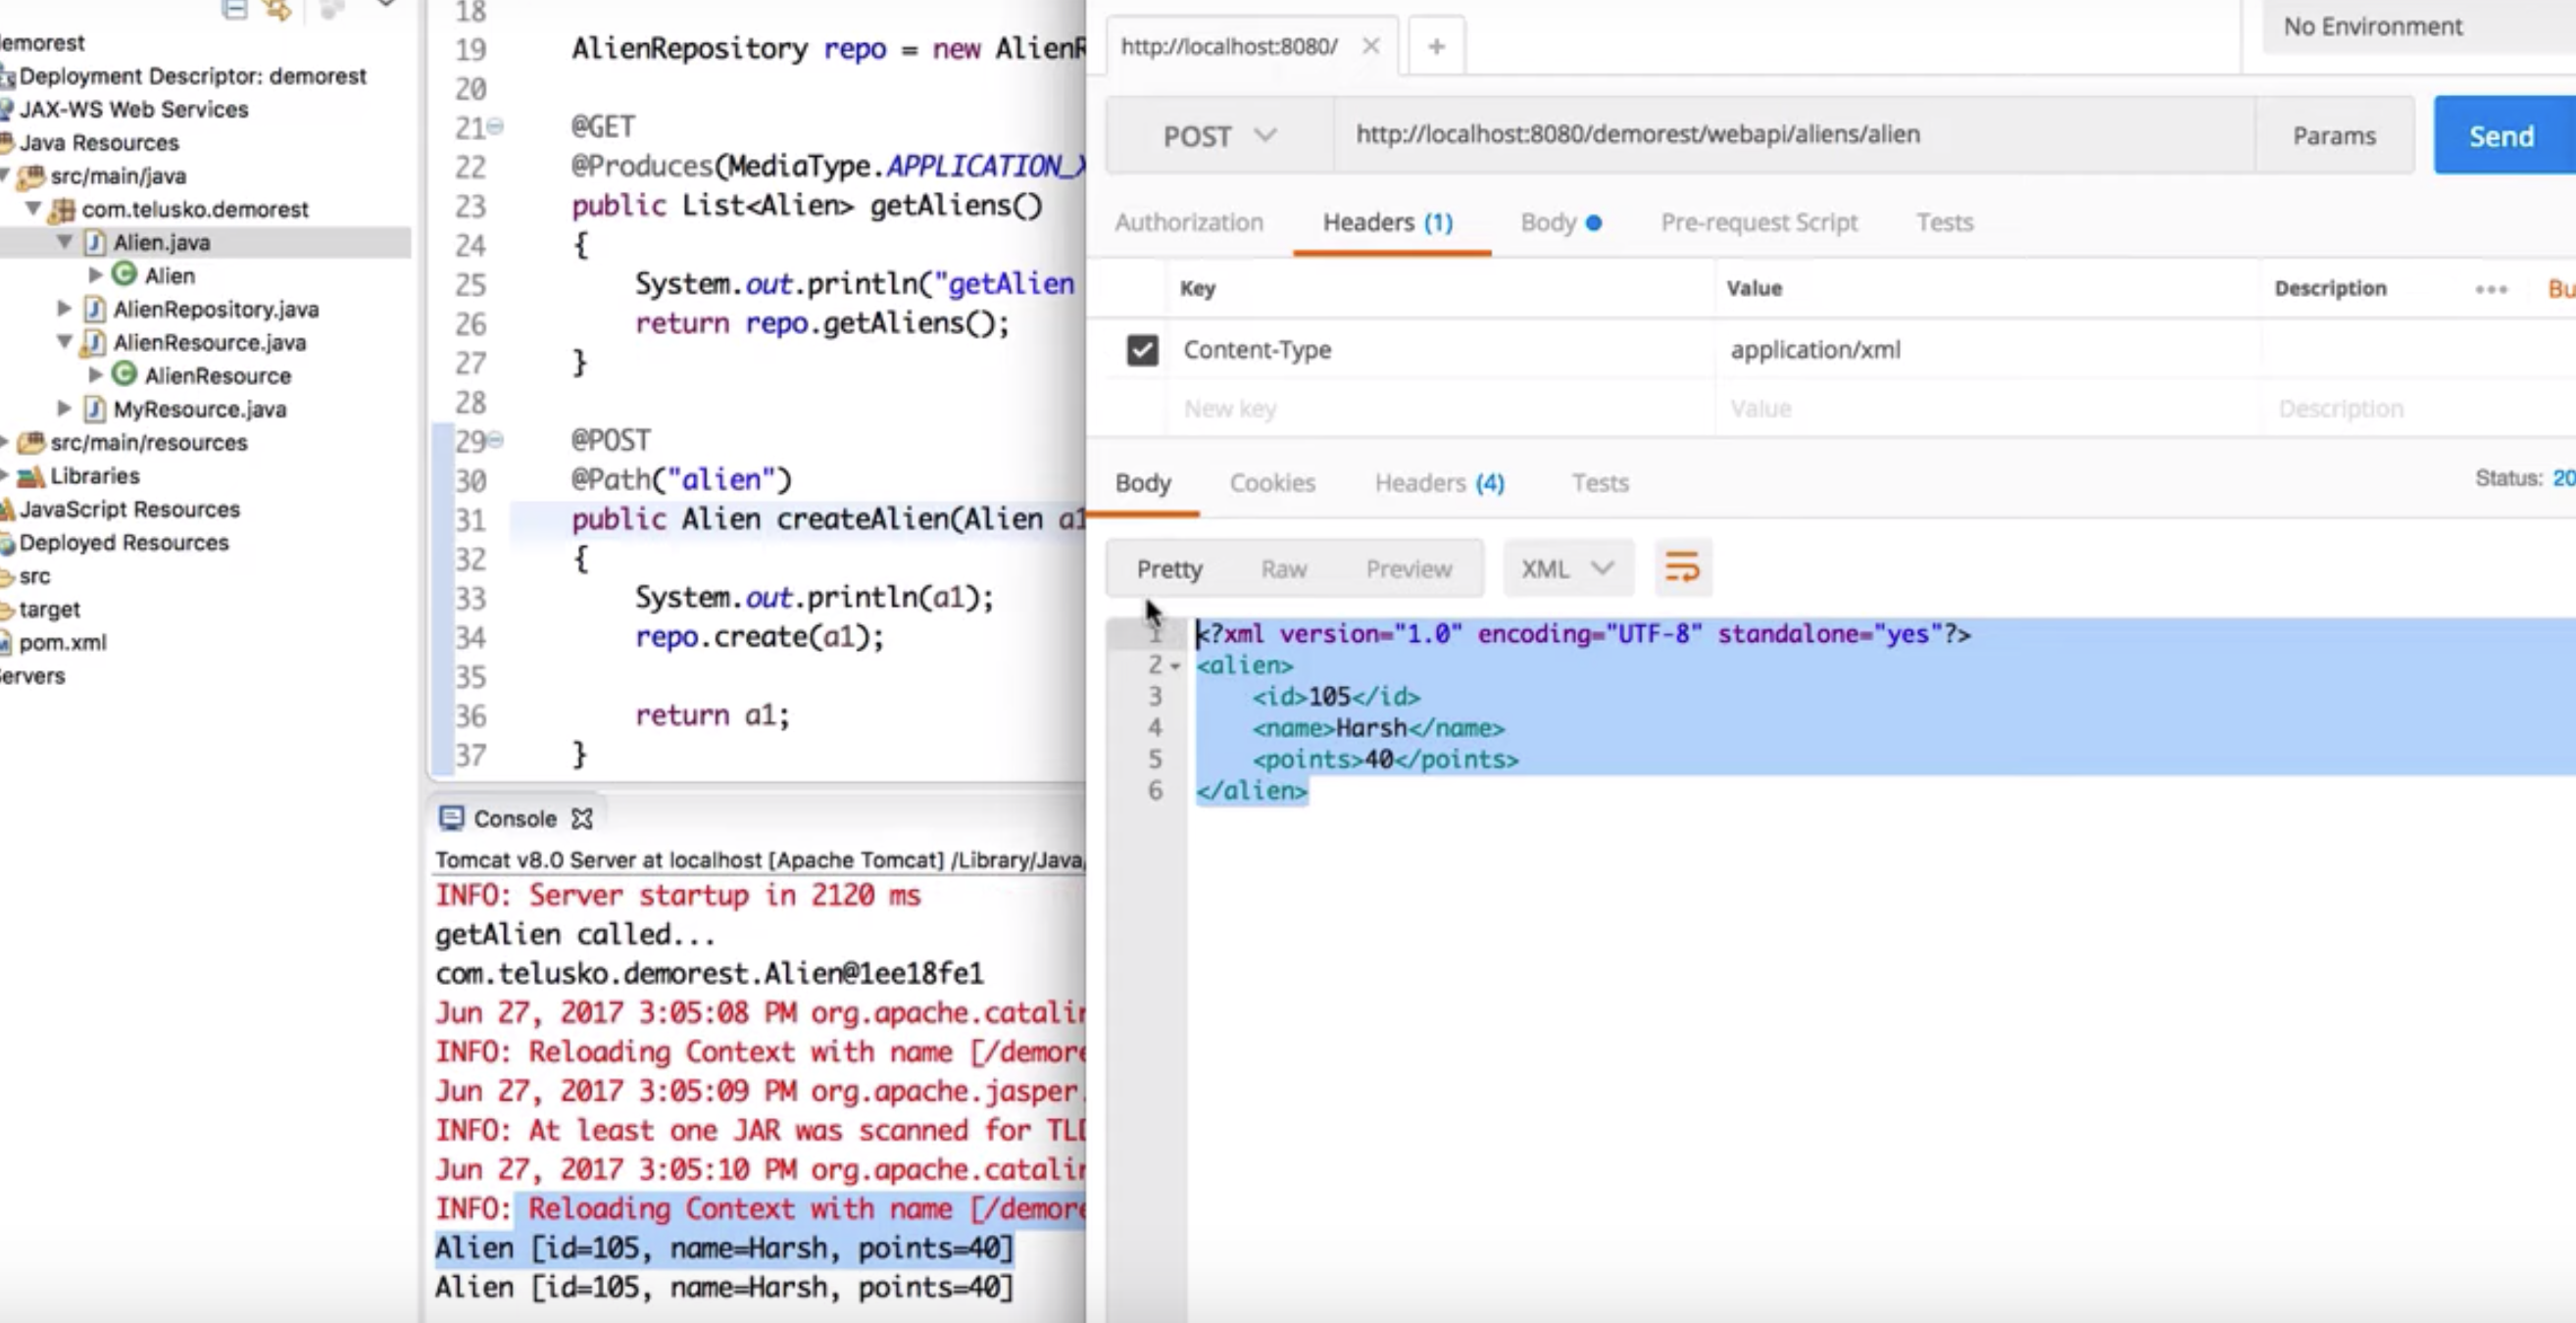 demorest
Deployment Descriptor: demorest
JAX-WS Web Services
Java Resources
src/main/java
com.telusko.demorest
Alien.java
Alien
AlienRepository.java
AlienResource.java
AlienResource
MyResource.java
src/main/resources
Libraries
JavaScript Resources
Deployed Resources
src
target
pom.xml
Servers
18
19 AlienRepository repo = new AlienR
20
21 @GET
22 @Produces(MediaType.APPLICATION_X
23 public List<Alien> getAliens()
24 {
25 System.out.println("getAlien
26 return repo.getAliens();
27 }
28
29 @POST
30 @Path("alien")
31 public Alien createAlien(Alien a1
32 {
33 System.out.println(a1);
34 repo.create(a1);
35
36 return a1;
37 }
Console
Tomcat v8.0 Server at localhost [Apache Tomcat] /Library/Java/
INFO: Server startup in 2120 ms
getAlien called...
com.telusko.demorest.Alien@1ee18fe1
Jun 27, 2017 3:05:08 PM org.apache.catalin
INFO: Reloading Context with name [/demore
Jun 27, 2017 3:05:09 PM org.apache.jasper.
INFO: At least one JAR was scanned for TLD
Jun 27, 2017 3:05:10 PM org.apache.catalin
INFO: Reloading Context with name [/demore
Alien [id=105, name=Harsh, points=40]
Alien [id=105, name=Harsh, points=40]
http://localhost:8080/ +
No Environment
POST http://localhost:8080/demorest/webapi/aliens/alien Params Send
Authorization Headers (1) Body Pre-request Script Tests
Key Value Description ••• Bu
Content-Type application/xml
New key Value Description
Body Cookies Headers (4) Tests Status: 20
Pretty Raw Preview XML
1 <?xml version="1.0" encoding="UTF-8" standalone="yes"?>
2 <alien>
3 <id>105</id>
4 <name>Harsh</name>
5 <points>40</points>
6 </alien>